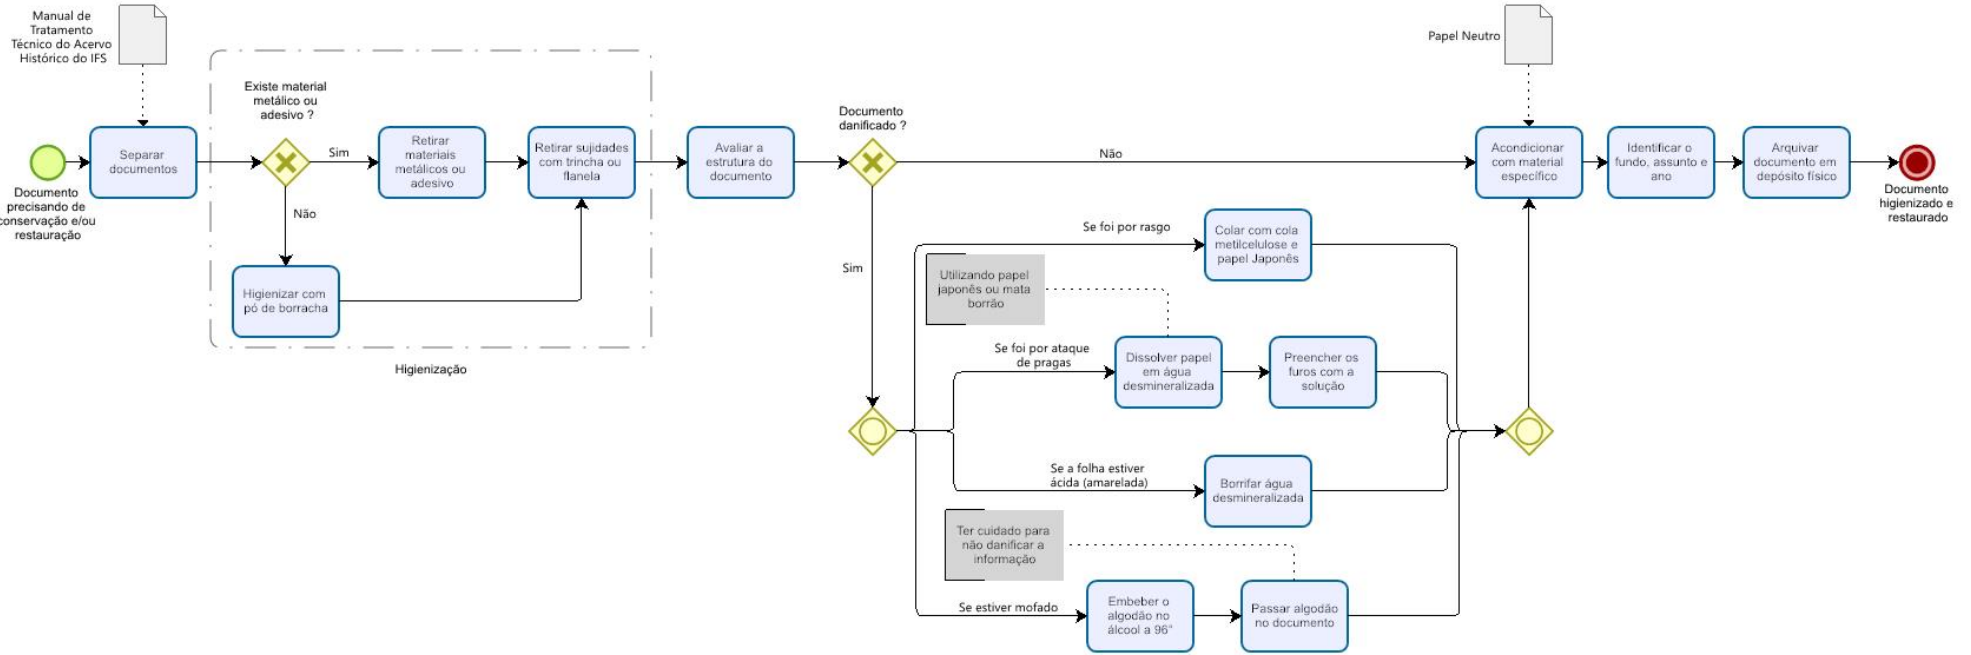 Manual de
Tratamento
Técnico do Acervo
Histórico do IFS
Documento
precisando de
conservação e/ou
restauração
Separar
documentos
Existe material
metálico ou
adesivo ?
Sim
Não
Retirar
materiais
metálicos ou
adesivo
Retirar sujidades
com trincha ou
flanela
Higienizar com
pó de borracha
Higienização
Avaliar a
estrutura do
documento
Documento
danificado ?
Não
Sim
Se foi por rasgo
Colar com cola
metilcelulose e
papel Japonês
Utilizando papel
japonês ou mata
borrão
Se foi por ataque
de pragas
Dissolver papel
em água
desmineralizada
Preencher os
furos com a
solução
Se a folha estiver
ácida (amarelada)
Borrifar água
desmineralizada
Ter cuidado para
não danificar a
informação
Se estiver mofado
Embeber o
algodão no
álcool a 96°
Passar algodão
no documento
Papel Neutro
Acondicionar
com material
específico
Identificar o
fundo, assunto e
ano
Arquivar
documento em
depósito físico
Documento
higienizado e
restaurado